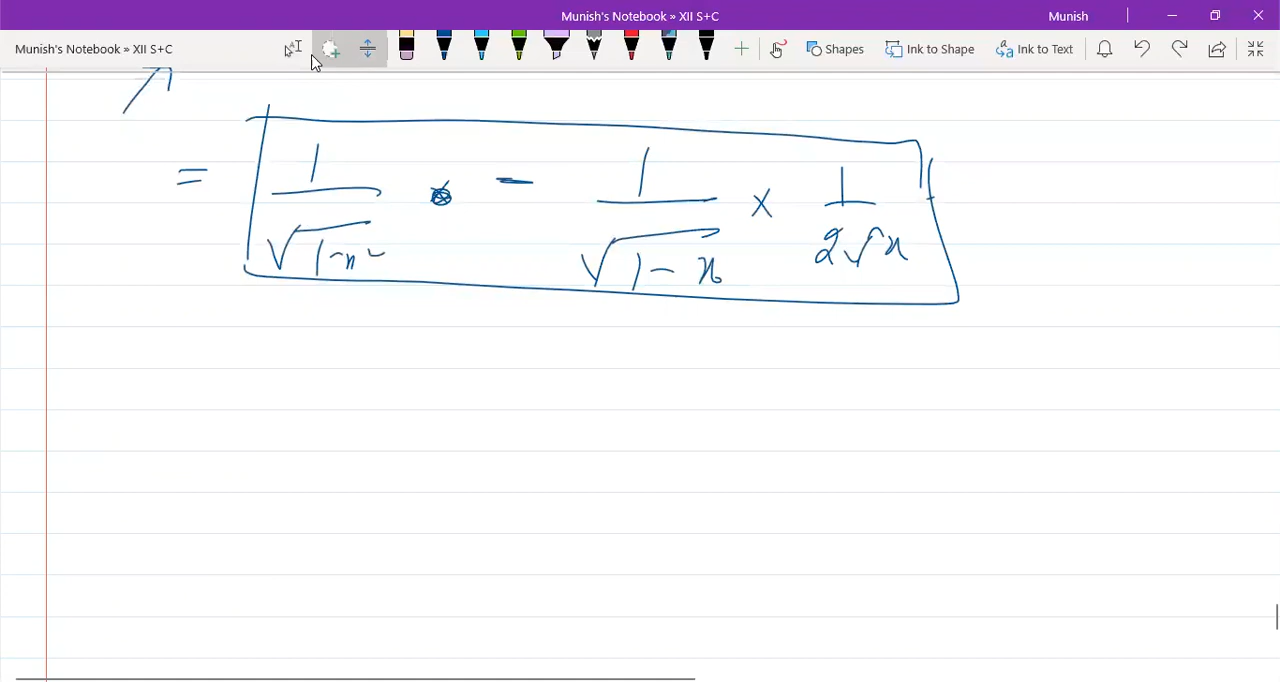 Munish's Notebook » XII S+C
Munish
Munish's Notebook » XII S+C
Shapes
Ink to Shape
Ink to Text
= 1/√(1-x²) - 1/√(1-x) × 1/(2√x)